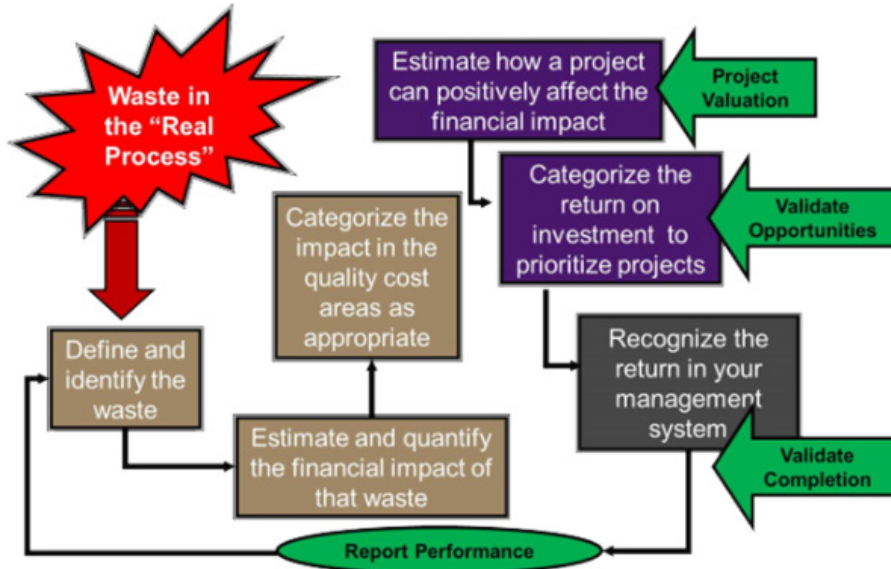 Waste in
the “Real
Process”
Define and
identify the
waste
Estimate and quantify
the financial impact of
that waste
Categorize the
impact in the
quality cost
areas as
appropriate
Estimate how a project
can positively affect the
financial impact
Project
Valuation
Categorize the
return on
investment to
prioritize projects
Validate
Opportunities
Recognize the
return in your
management
system
Validate
Completion
Report Performance